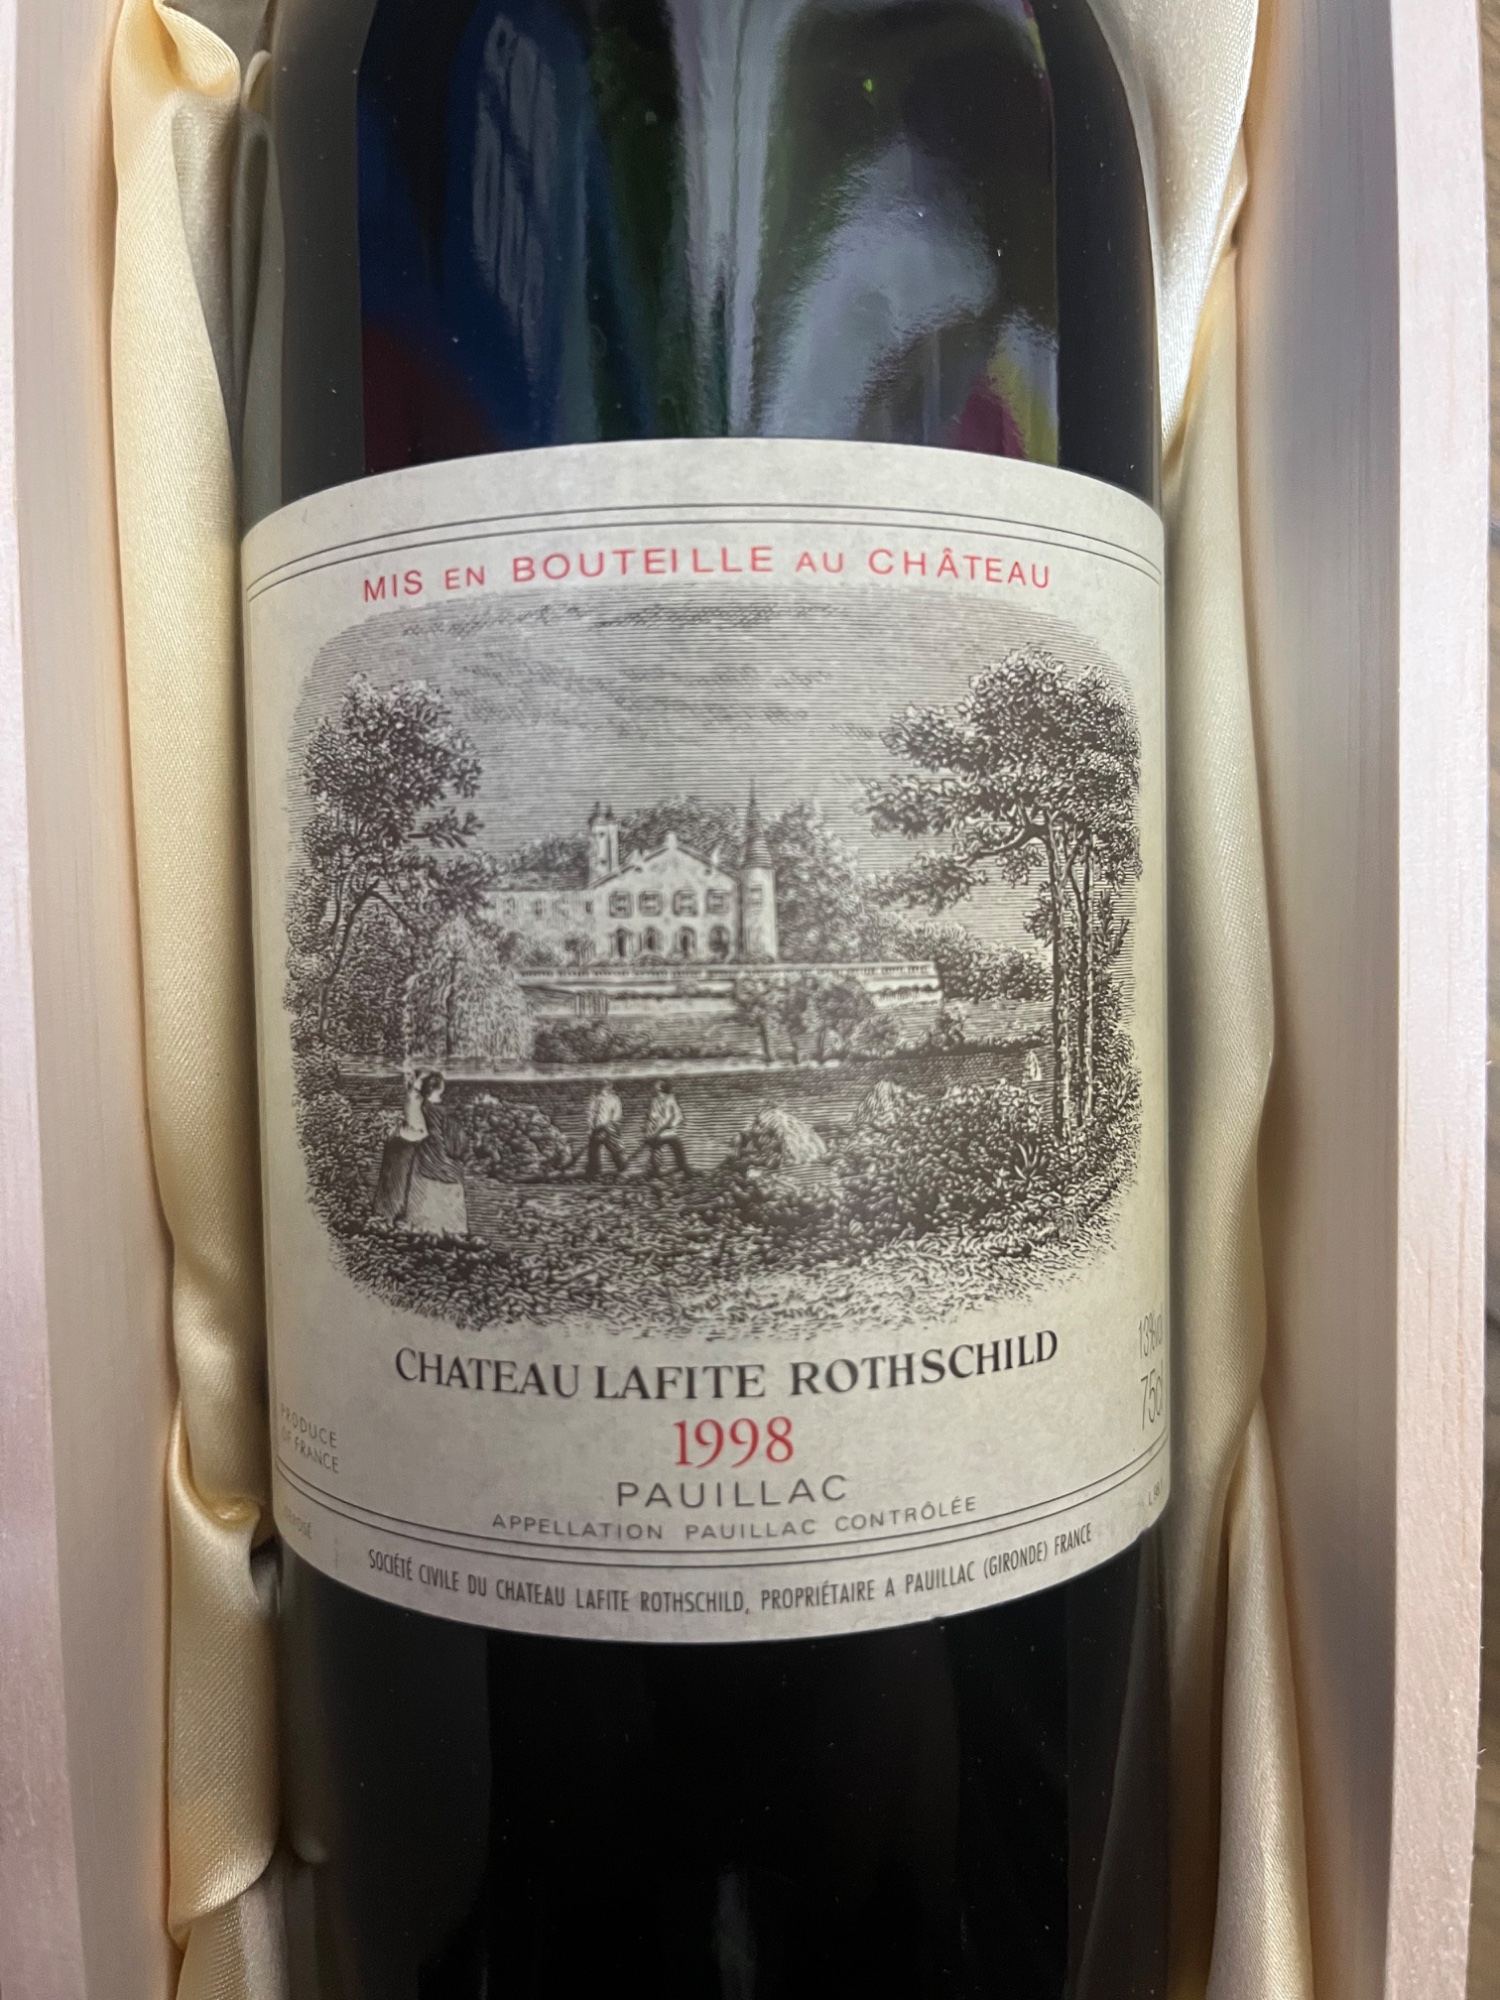 MIS EN BOUTEILLE AU CHÂTEAU
CHATEAU LAFITE ROTHSCHILD
1998
PAUILLAC
APPELLATION PAUILLAC CONTRÔLÉE
SOCIÉTÉ CIVILE DU CHATEAU LAFITE ROTHSCHILD, PROPRIÉTAIRE A PAUILLAC (GIRONDE) FRANCE
PRODUCE
OF FRANCE
75cl